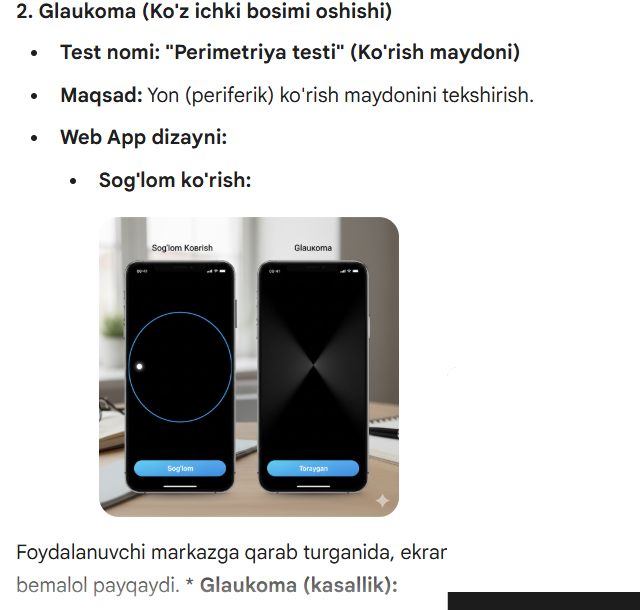 2. Glaukoma (Ko'z ichki bosimi oshishi)
• Test nomi: "Perimetriya testi" (Ko'rish maydoni)
• Maqsad: Yon (periferik) ko'rish maydonini tekshirish.
• Web App dizayni:
• Sog'lom ko'rish:
Sog'lom Koərish
Glauкoma
09:41
09:41
Sog'lom
Toraygan
Foydalanuvchi markazga qarab turganida, ekrar
bemalol payqaydi. * Glaukoma (kasallik):